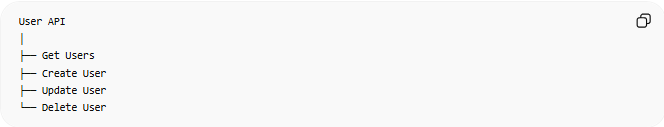 User API
│
├── Get Users
├── Create User
├── Update User
└── Delete User